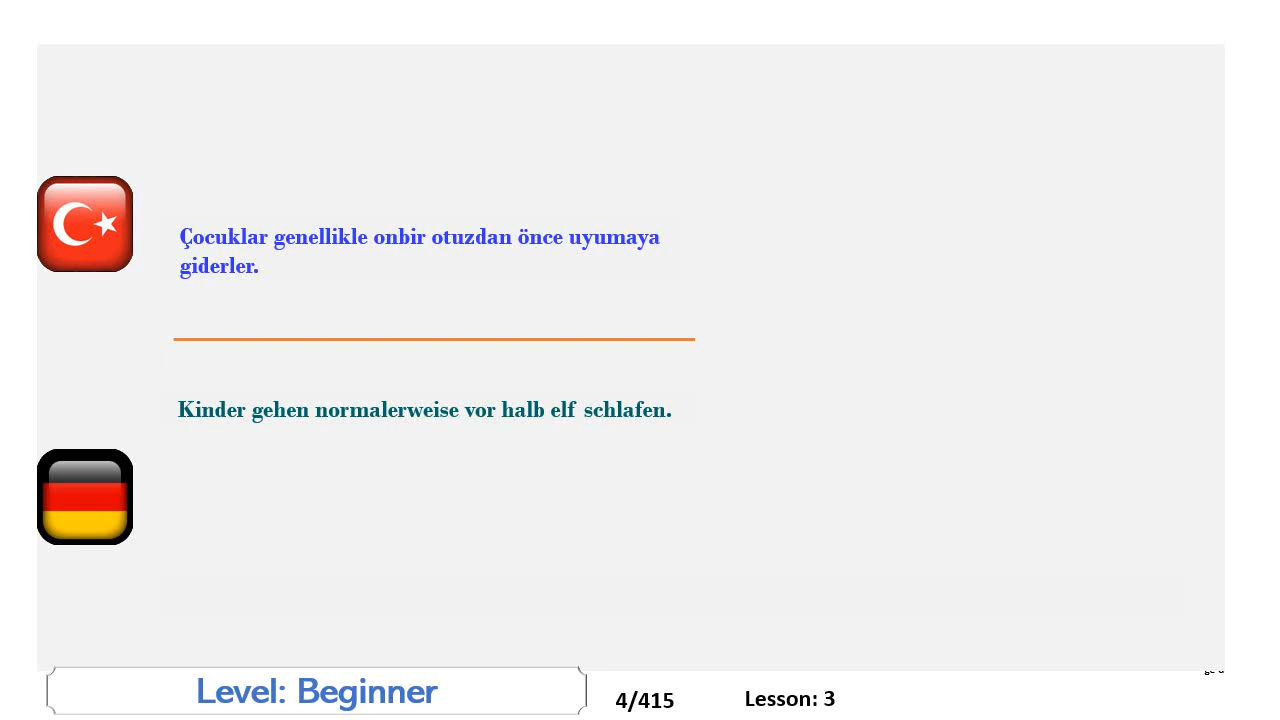 Çocuklar genellikle onbir otuzdan önce uyumaya
giderler.
Kinder gehen normalerweise vor halb elf schlafen.
Level: Beginner
4/415
Lesson: 3